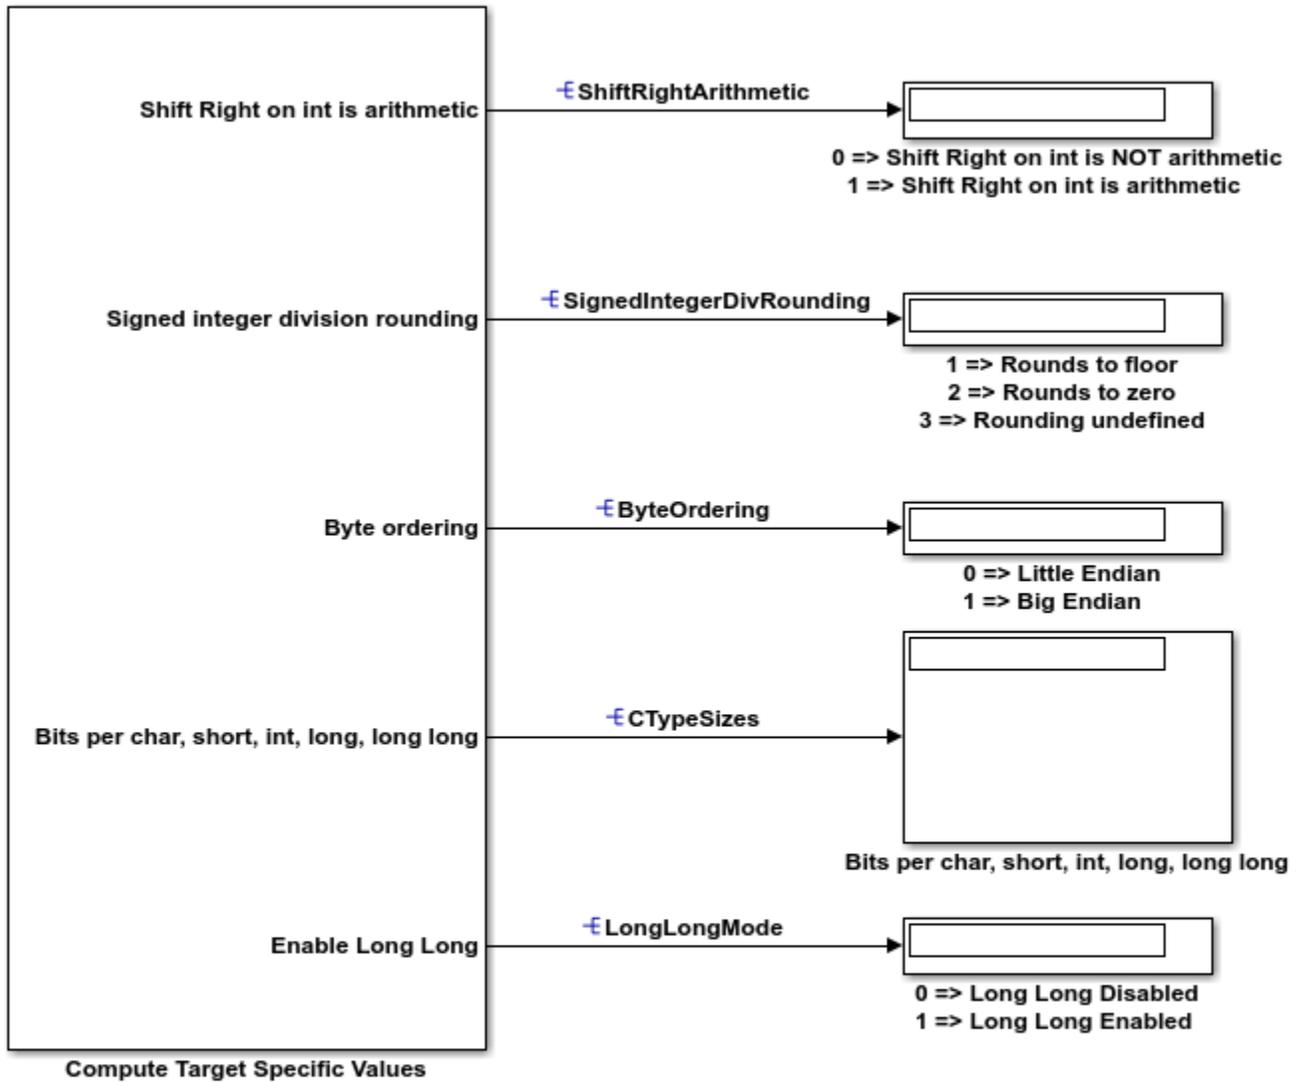 Shift Right on int is arithmetic
ShiftRightArithmetic
0 => Shift Right on int is NOT arithmetic
1 => Shift Right on int is arithmetic
Signed integer division rounding
SignedIntegerDivRounding
1 => Rounds to floor
2 => Rounds to zero
3 => Rounding undefined
Byte ordering
ByteOrdering
0 => Little Endian
1 => Big Endian
Bits per char, short, int, long, long long
CTypeSizes
Bits per char, short, int, long, long long
Enable Long Long
LongLongMode
0 => Long Long Disabled
1 => Long Long Enabled
Compute Target Specific Values